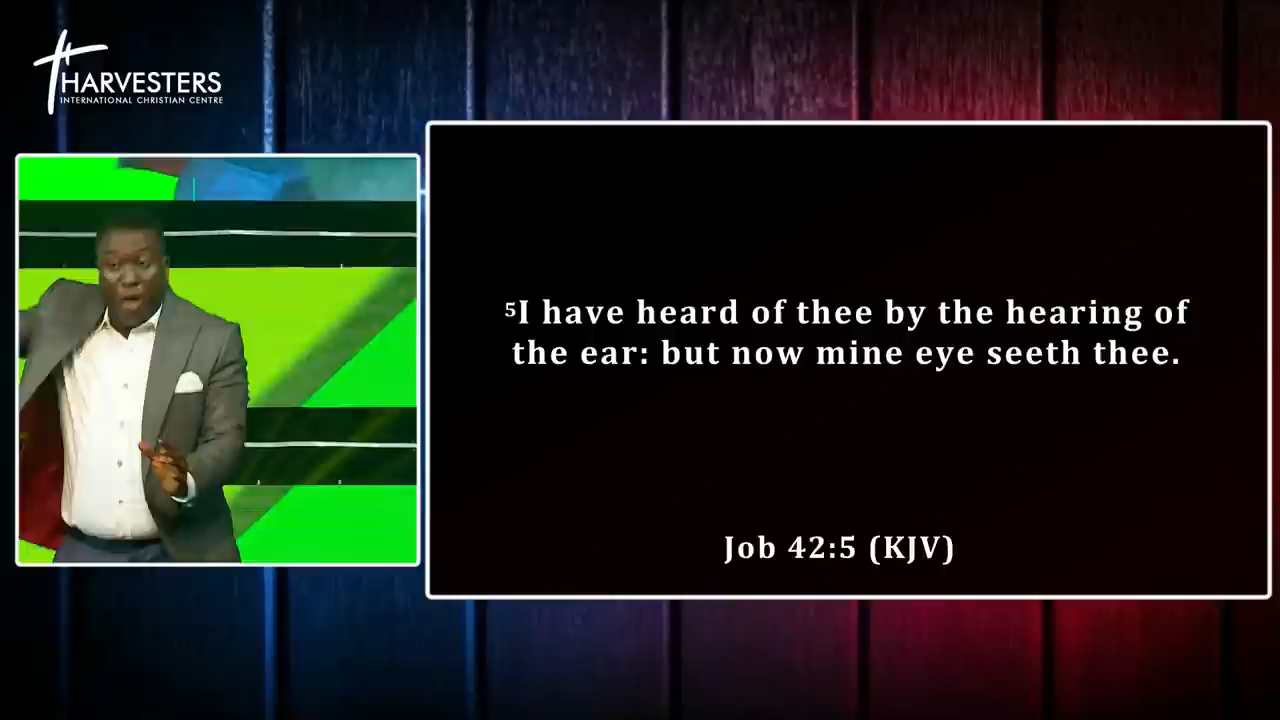 HARVESTERS
INTERNATIONAL CHRISTIAN CENTRE
⁵I have heard of thee by the hearing of
the ear: but now mine eye seeth thee.
Job 42:5 (KJV)